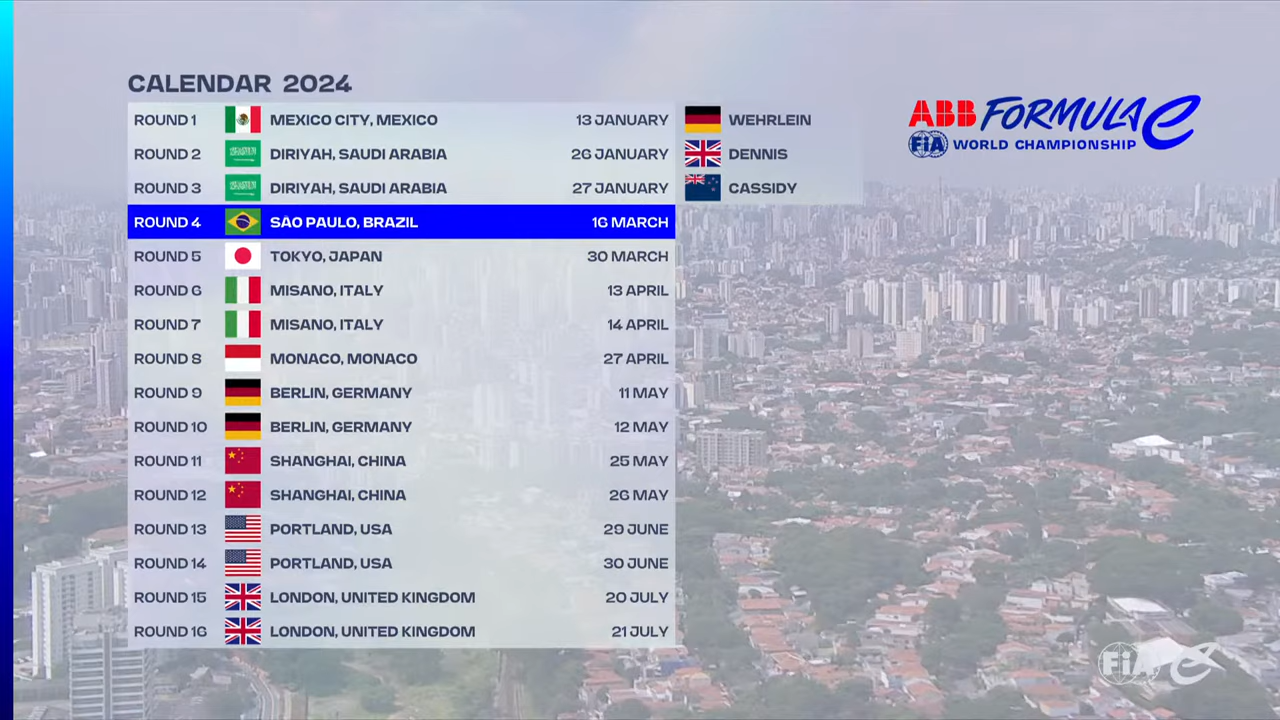 CALENDAR 2024
ROUND 1 MEXICO CITY, MEXICO 13 JANUARY WEHRLEIN
ROUND 2 DIRIYAH, SAUDI ARABIA 26 JANUARY DENNIS
ROUND 3 DIRIYAH, SAUDI ARABIA 27 JANUARY CASSIDY
ROUND 4 SÃO PAULO, BRAZIL 16 MARCH
ROUND 5 TOKYO, JAPAN 30 MARCH
ROUND 6 MISANO, ITALY 13 APRIL
ROUND 7 MISANO, ITALY 14 APRIL
ROUND 8 MONACO, MONACO 27 APRIL
ROUND 9 BERLIN, GERMANY 11 MAY
ROUND 10 BERLIN, GERMANY 12 MAY
ROUND 11 SHANGHAI, CHINA 25 MAY
ROUND 12 SHANGHAI, CHINA 26 MAY
ROUND 13 PORTLAND, USA 29 JUNE
ROUND 14 PORTLAND, USA 30 JUNE
ROUND 15 LONDON, UNITED KINGDOM 20 JULY
ROUND 16 LONDON, UNITED KINGDOM 21 JULY
ABB FORMULA E
FIA WORLD CHAMPIONSHIP
FIA e